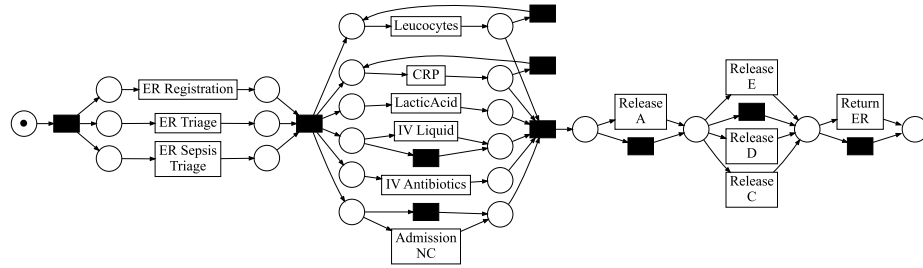 Leucocytes
CRP
ER Registration
LacticAcid
ER Triage
IV Liquid
ER Sepsis
Triage
IV Antibiotics
Admission
NC
Release
A
Release
E
Release
D
Release
C
Return
ER